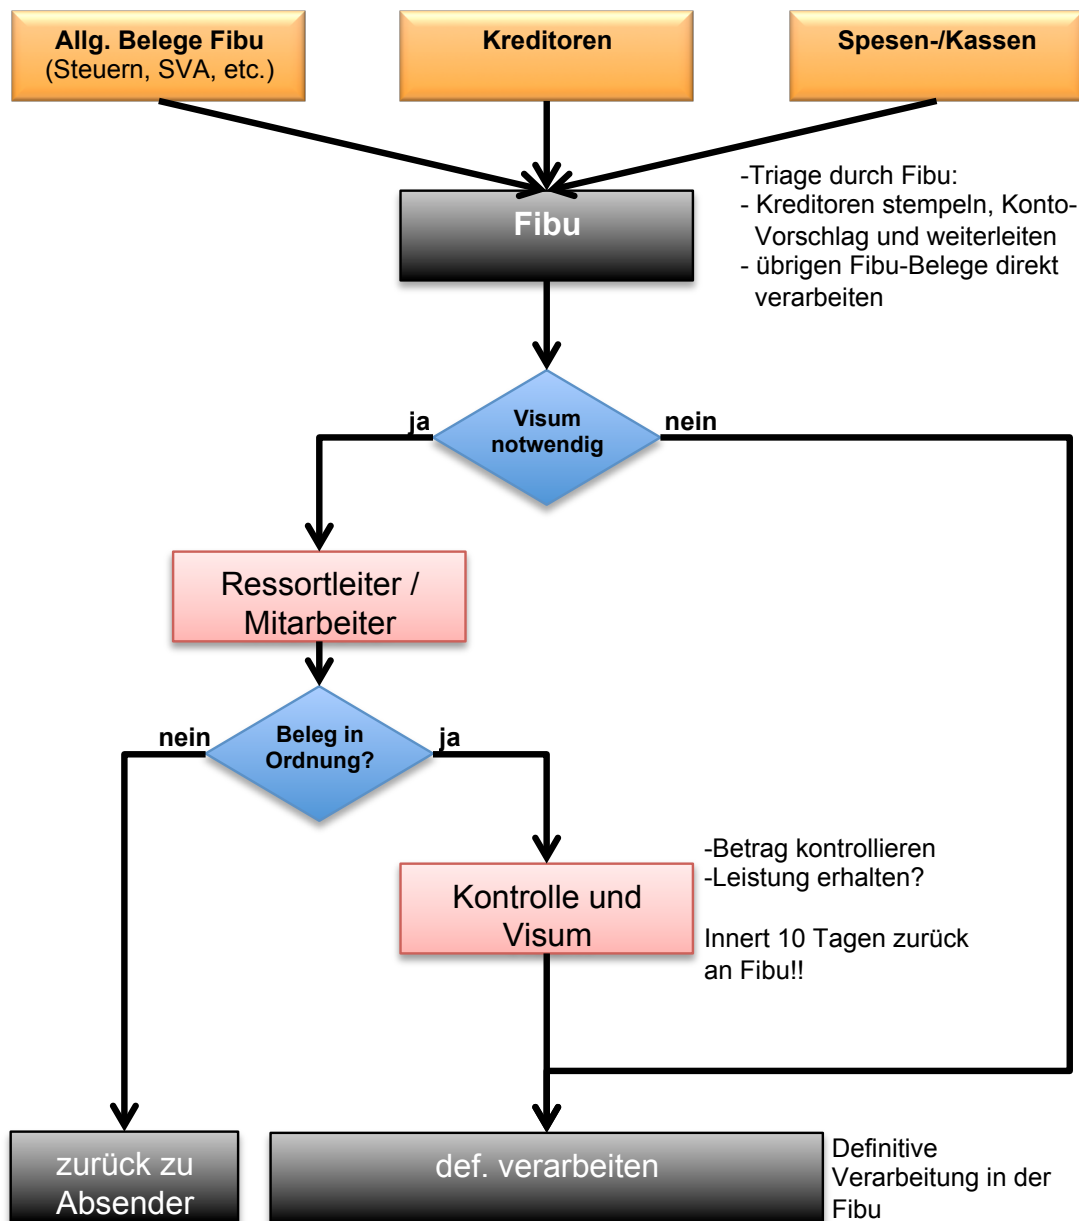 Allg. Belege Fibu
(Steuern, SVA, etc.)
Kreditoren
Spesen-/Kassen
Fibu
-Triage durch Fibu:
- Kreditoren stempeln, Konto-
Vorschlag und weiterleiten
- übrigen Fibu-Belege direkt
verarbeiten
ja
Visum
notwendig
nein
Ressortleiter /
Mitarbeiter
nein
Beleg in
Ordnung?
ja
Kontrolle und
Visum
-Betrag kontrollieren
-Leistung erhalten?
Innert 10 Tagen zurück
an Fibu!!
zurück zu
Absender
def. verarbeiten
Definitive
Verarbeitung in der
Fibu